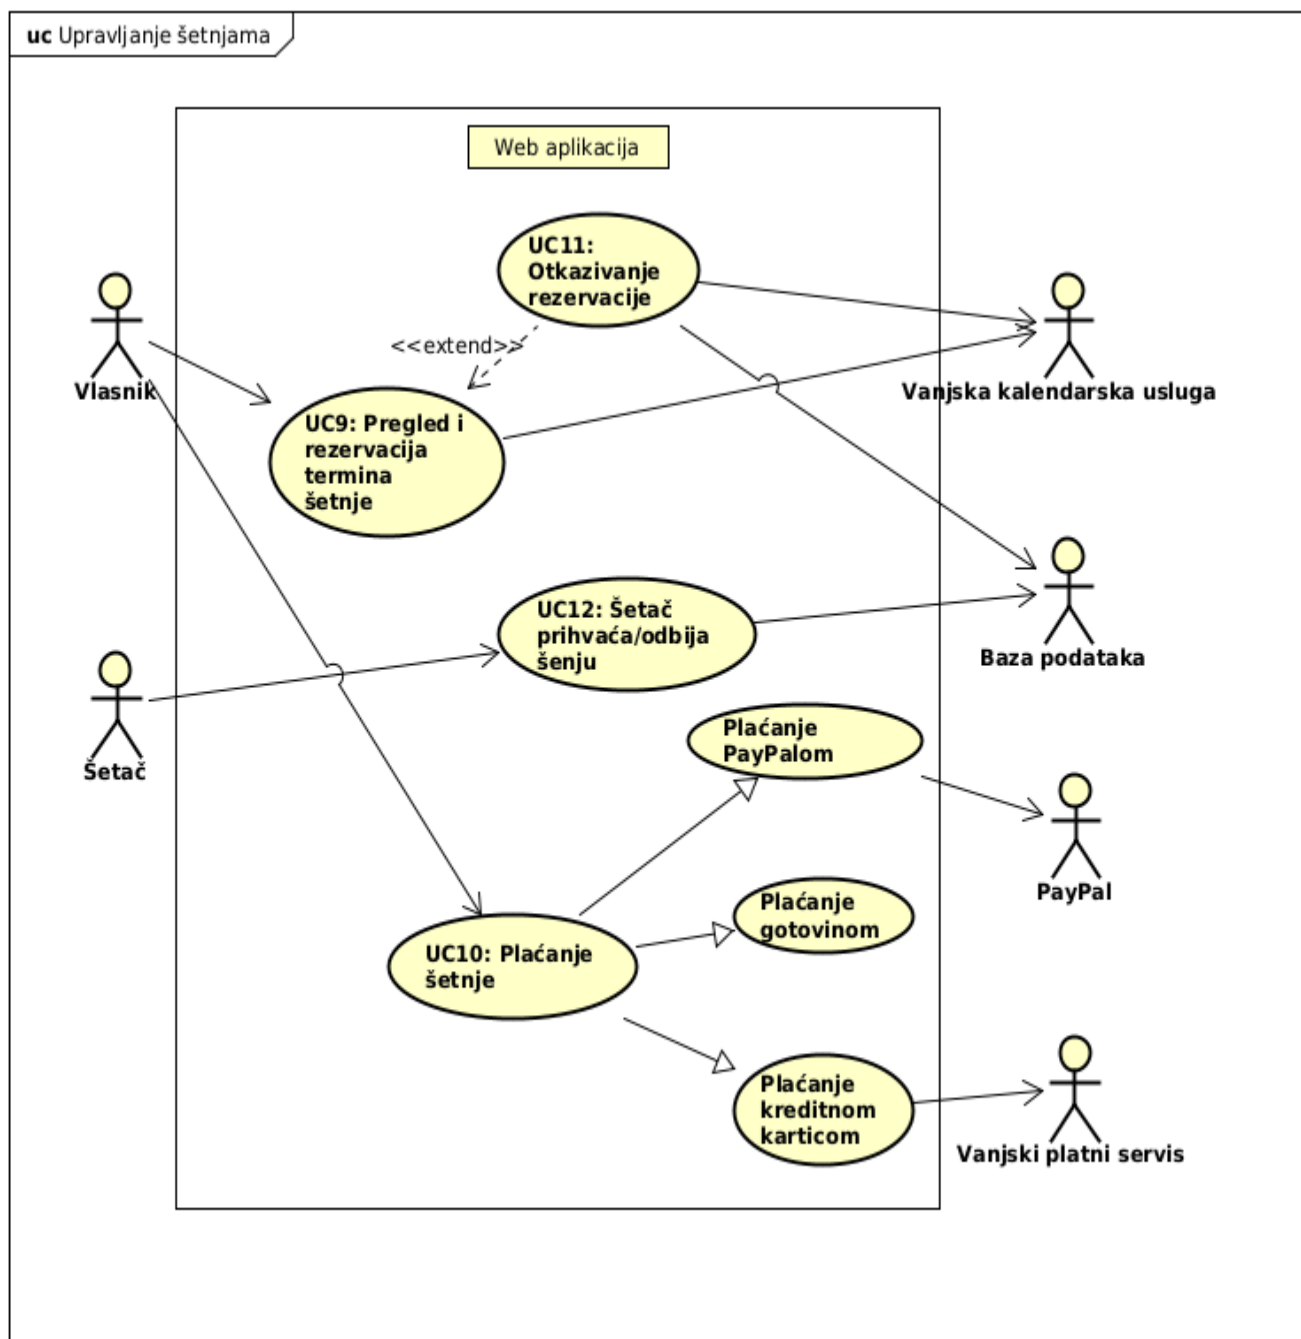 uc Upravljanje šetnjama
Web aplikacija
UC11:
Otkazivanje
rezervacije
<<extend>>
Vlasnik
Vanjska kalendarska usluga
UC9: Pregled i
rezervacija
termina
šetnje
UC12: Šetač
prihvaća/odbija
šenju
Baza podataka
Šetač
Plaćanje
PayPalom
PayPal
Plaćanje
gotovinom
UC10: Plaćanje
šetnje
Plaćanje
kreditnom
karticom
Vanjski platni servis